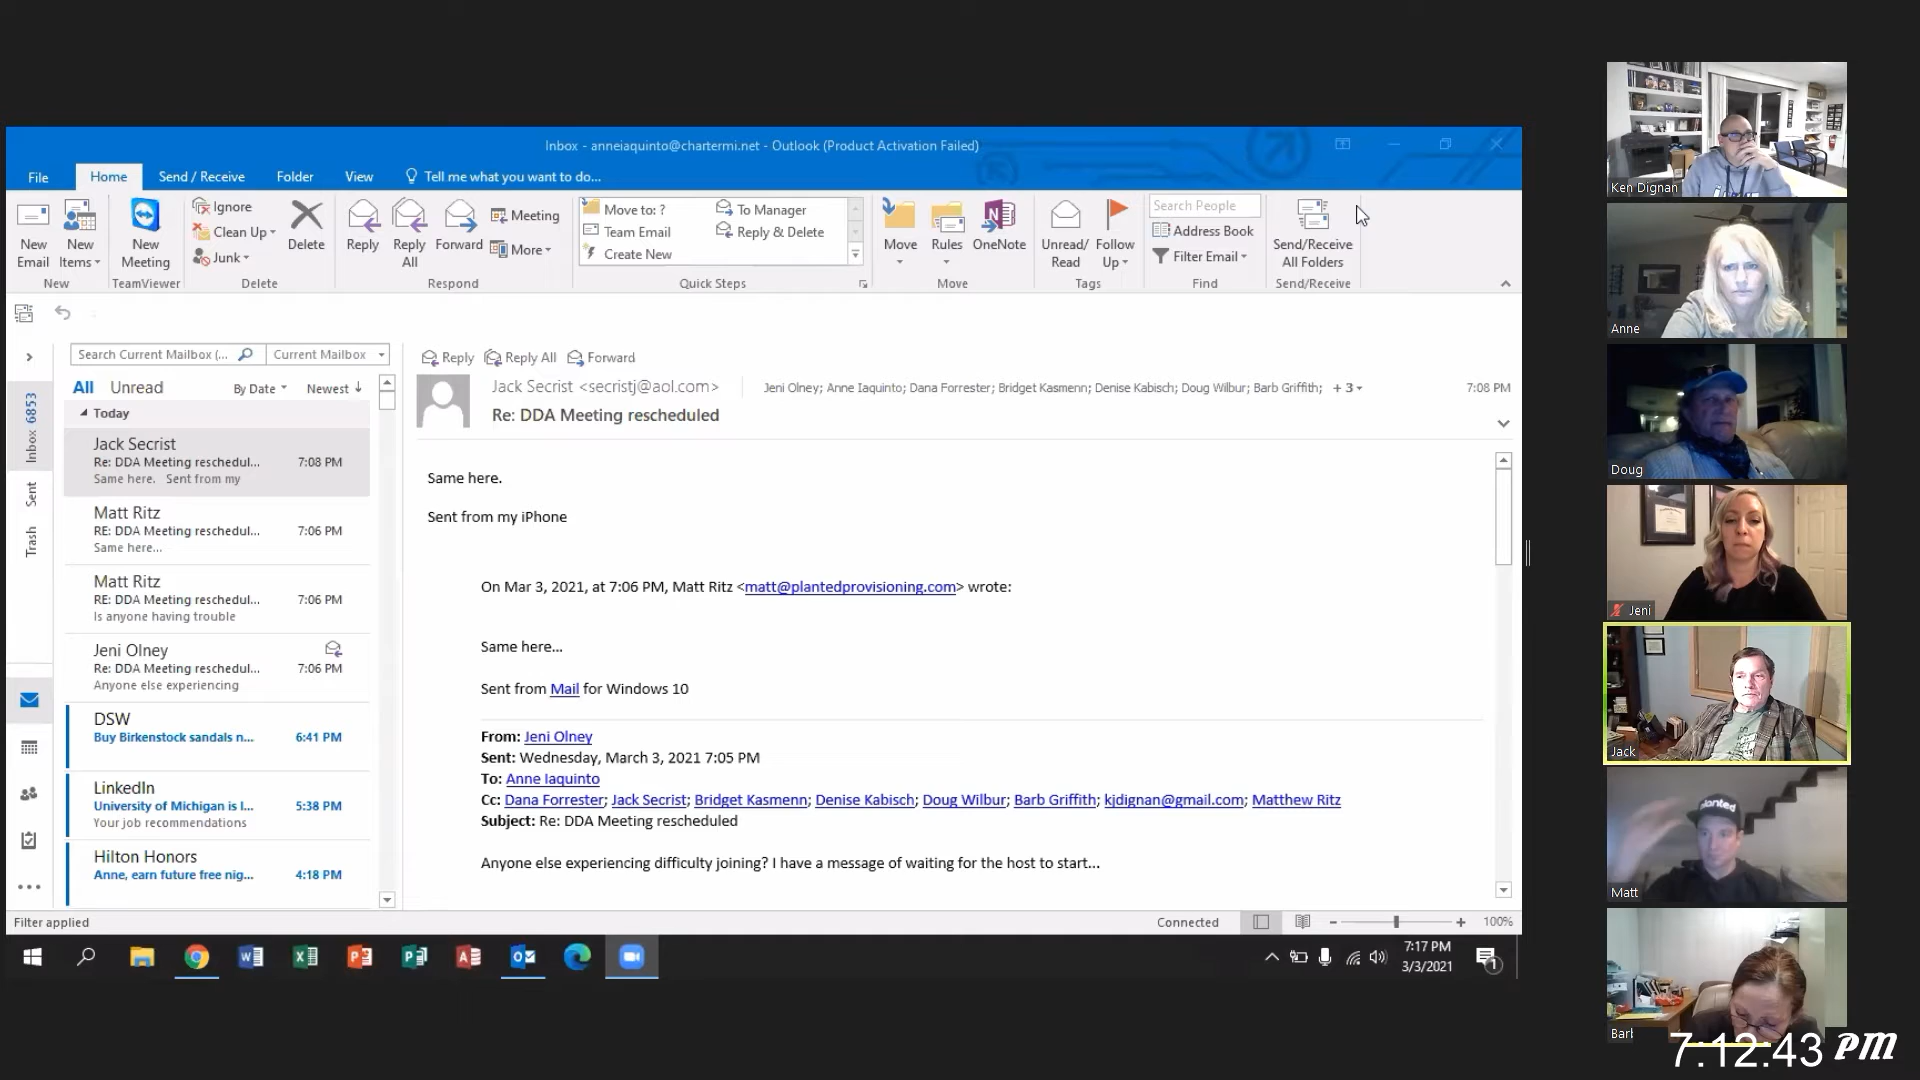 Inbox - anneiaquinto@chartermi.net - Outlook (Product Activation Failed)
File Home Send / Receive Folder View Tell me what you want to do...
New Email
New Items
New
New Meeting
TeamViewer
Ignore
Clean Up
Junk
Delete
Delete
Reply
Reply All
Forward
Meeting
More
Respond
Move to: ?
Team Email
Create New
To Manager
Reply & Delete
Quick Steps
Move
Rules
OneNote
Move
Unread/ Read
Follow Up
Tags
Search People
Address Book
Filter Email
Find
Send/Receive All Folders
Send/Receive
Search Current Mailbox (... Current Mailbox
All Unread By Date Newest
Inbox 6853
Sent
Trash
Today
Jack Secrist
Re: DDA Meeting reschedul... 7:08 PM
Same here. Sent from my
Matt Ritz
RE: DDA Meeting reschedul... 7:06 PM
Same here...
Matt Ritz
RE: DDA Meeting reschedul... 7:06 PM
Is anyone having trouble
Jeni Olney
Re: DDA Meeting reschedul... 7:06 PM
Anyone else experiencing
DSW
Buy Birkenstock sandals n... 6:41 PM
LinkedIn
University of Michigan is l... 5:38 PM
Your job recommendations
Hilton Honors
Anne, earn future free nig... 4:18 PM
Reply Reply All Forward
Jack Secrist <secristj@aol.com> Jeni Olney; Anne Iaquinto; Dana Forrester; Bridget Kasmenn; Denise Kabisch; Doug Wilbur; Barb Griffith; + 3 7:08 PM
Re: DDA Meeting rescheduled
Same here.
Sent from my iPhone
On Mar 3, 2021, at 7:06 PM, Matt Ritz <matt@plantedprovisioning.com> wrote:
Same here...
Sent from Mail for Windows 10
From: Jeni Olney
Sent: Wednesday, March 3, 2021 7:05 PM
To: Anne Iaquinto
Cc: Dana Forrester; Jack Secrist; Bridget Kasmenn; Denise Kabisch; Doug Wilbur; Barb Griffith; kjdignan@gmail.com; Matthew Ritz
Subject: Re: DDA Meeting rescheduled
Anyone else experiencing difficulty joining? I have a message of waiting for the host to start...
Filter applied Connected 100%
7:17 PM
3/3/2021
1
Ken Dignan
Anne
Doug
Jeni
Jack
planted
Matt
Barb
7:12:43 pm